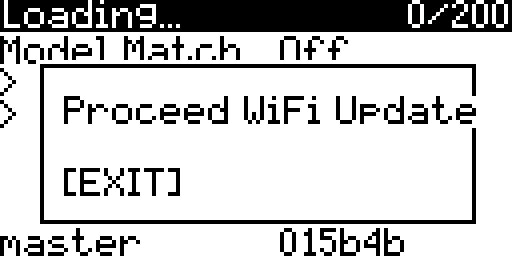 Loading... 0/200
Model Match Off
> 
>
Proceed WiFi Update
[EXIT]
master 015b4b